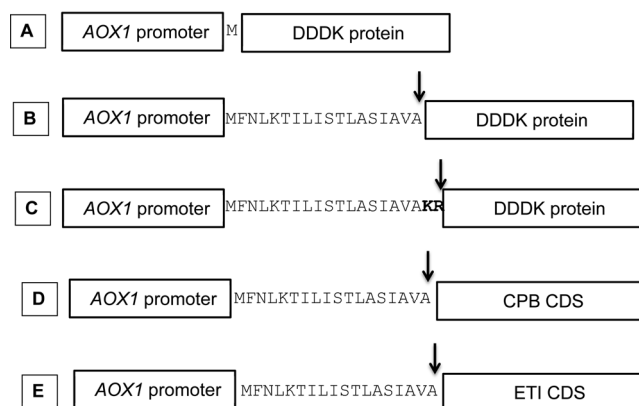 A AOX1 promoter M DDDK protein
B AOX1 promoter MFNLKTILISTLASIAVA DDDK protein
C AOX1 promoter MFNLKTILISTLASIAVAKR DDDK protein
D AOX1 promoter MFNLKTILISTLASIAVA CPB CDS
E AOX1 promoter MFNLKTILISTLASIAVA ETI CDS